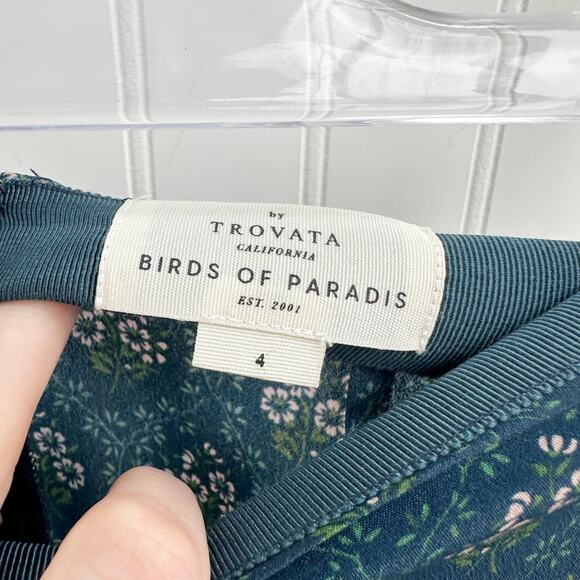 by
TROVATA
CALIFORNIA
BIRDS OF PARADIS
EST. 2001
4